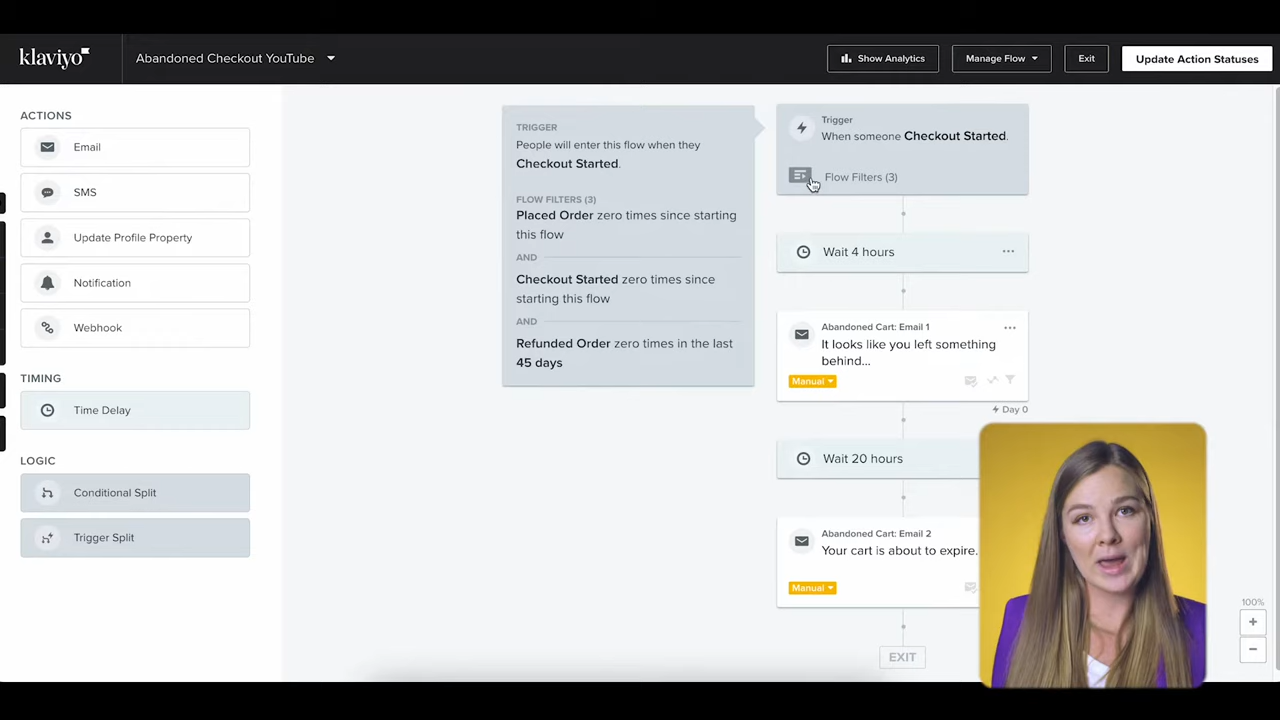 klaviyo
Abandoned Checkout YouTube
Show Analytics
Manage Flow
Exit
Update Action Statuses
ACTIONS
Email
SMS
Update Profile Property
Notification
Webhook
TIMING
Time Delay
LOGIC
Conditional Split
Trigger Split
TRIGGER
People will enter this flow when they
Checkout Started.
FLOW FILTERS (3)
Placed Order zero times since starting
this flow
AND
Checkout Started zero times since
starting this flow
AND
Refunded Order zero times in the last
45 days
Trigger
When someone Checkout Started.
Flow Filters (3)
Wait 4 hours
Abandoned Cart: Email 1
It looks like you left something
behind...
Manual
Day 0
Wait 20 hours
Abandoned Cart: Email 2
Your cart is about to expire.
Manual
EXIT
100%